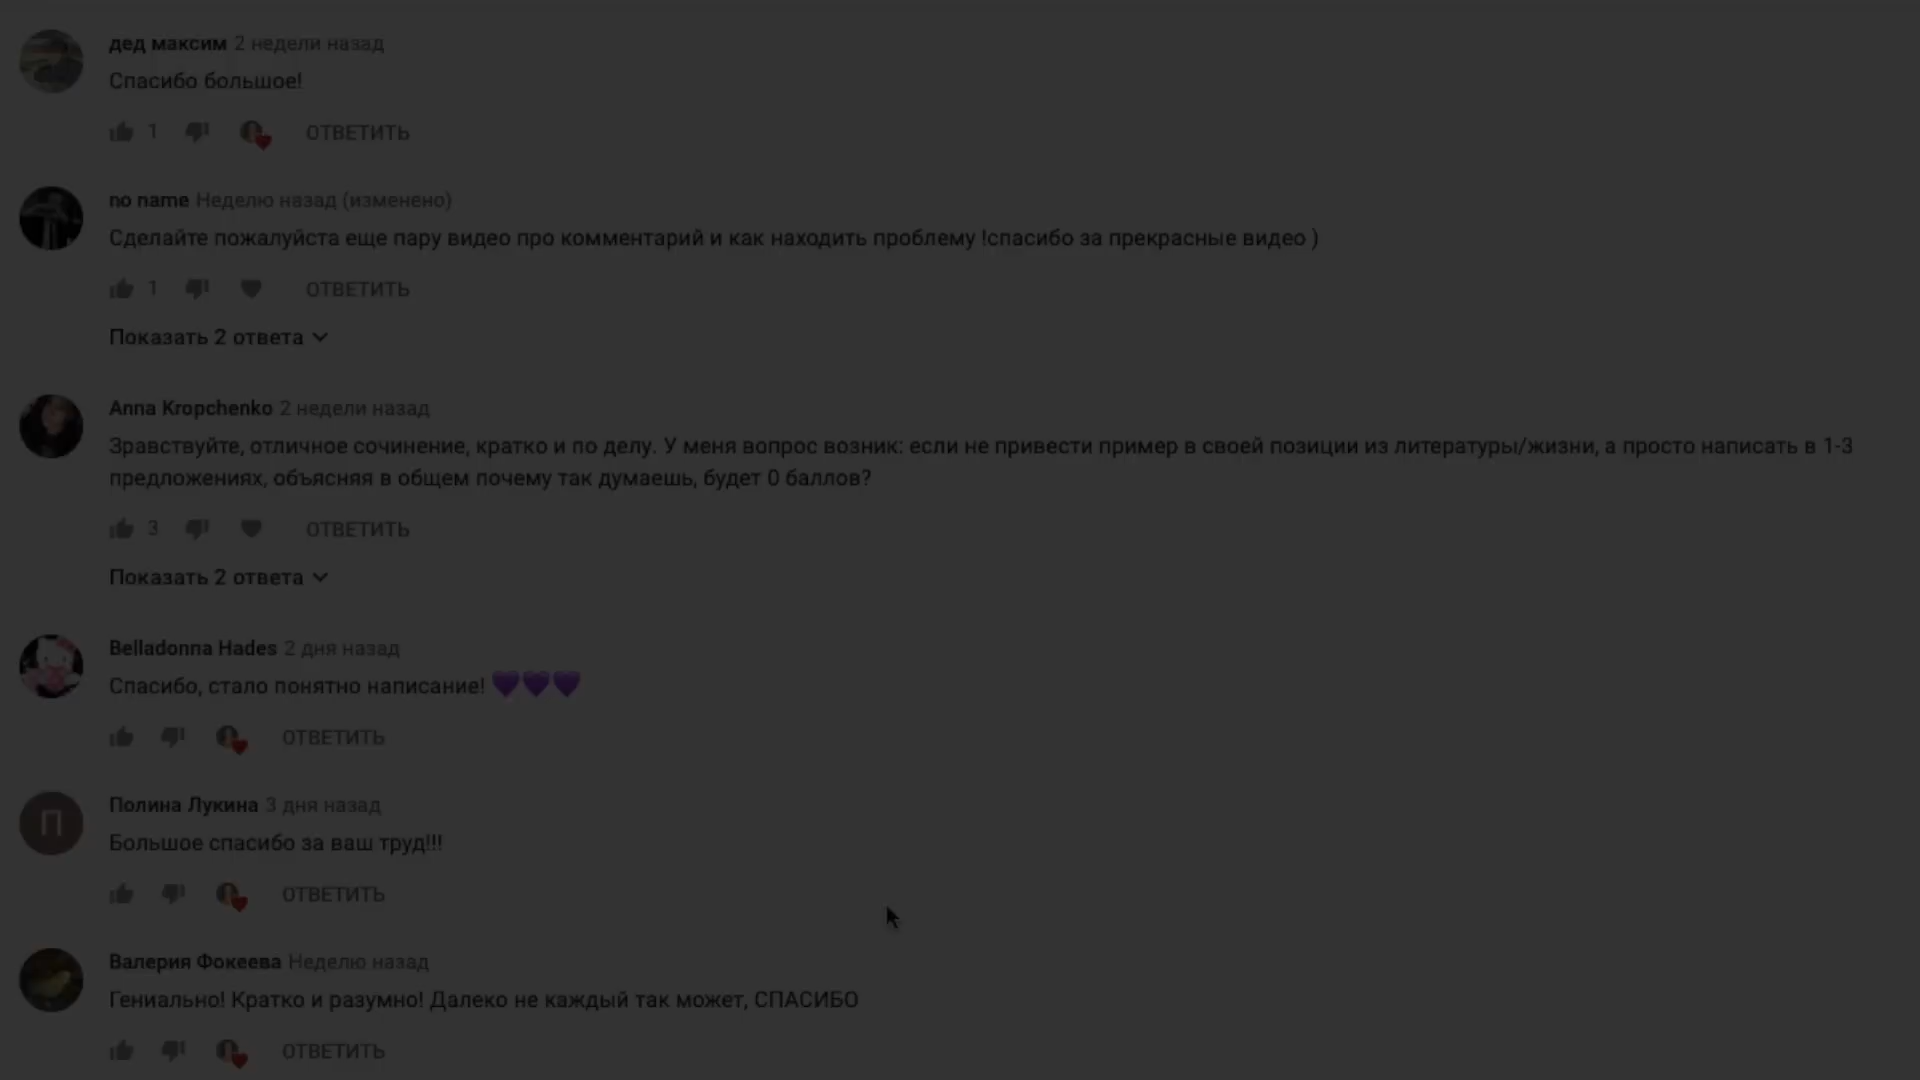 дед максим 2 недели назад
Спасибо большое!
1 ОТВЕТИТЬ
no name Неделю назад (изменено)
Сделайте пожалуйста еще пару видео про комментарий и как находить проблему !спасибо за прекрасные видео )
1 ОТВЕТИТЬ
Показать 2 ответа
Anna Kropchenko 2 недели назад
Зравствуйте, отличное сочинение, кратко и по делу. У меня вопрос возник: если не привести пример в своей позиции из литературы/жизни, а просто написать в 1-3
предложениях, объясняя в общем почему так думаешь, будет 0 баллов?
3 ОТВЕТИТЬ
Показать 2 ответа
Belladonna Hades 2 дня назад
Спасибо, стало понятно написание! 💜💜💜
ОТВЕТИТЬ
П
Полина Лукина 3 дня назад
Большое спасибо за ваш труд!!!
ОТВЕТИТЬ
Валерия Фокеева Неделю назад
Гениально! Кратко и разумно! Далеко не каждый так может, СПАСИБО
ОТВЕТИТЬ